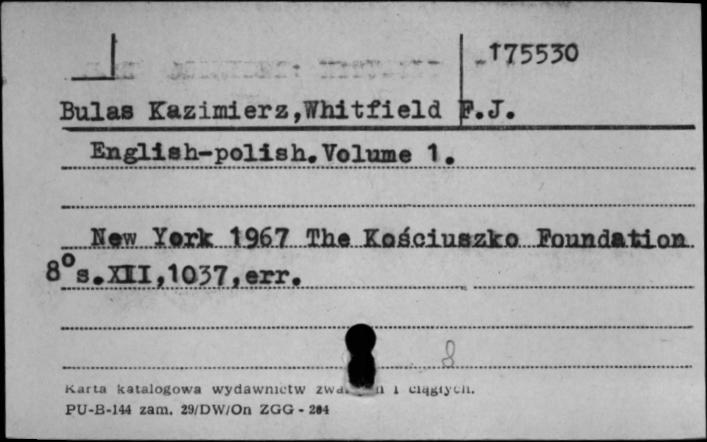 175530
Bulas Kazimierz,Whitfield F.J.
English-polish.Volume 1.
New York 1967 The Kościuszko Foundation
8° s.XII,1037,err.
8
Karta katalogowa wydawnictw i ciągłych.
PU-B-144 zam. 29/DW/On ZGG - 284